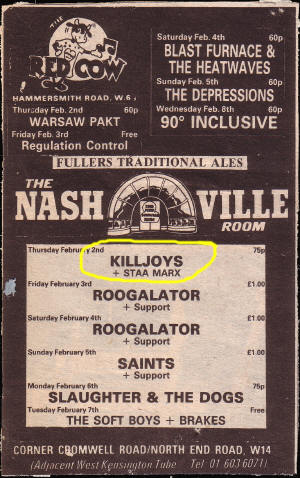 THE
RED COW
HAMMERSMITH ROAD, W.6
Thursday Feb. 2nd 60p
WARSAW PAKT
Friday Feb. 3rd Free
Regulation Control
Saturday Feb. 4th 60p
BLAST FURNACE &
THE HEATWAVES
Sunday Feb. 5th 60p
THE DEPRESSIONS
Wednesday Feb. 8th 60p
90° INCLUSIVE
FULLERS TRADITIONAL ALES
THE
NASHVILLE
ROOM
Thursday February 2nd 75p
KILLJOYS
+ STAA MARX
Friday February 3rd £1.00
ROOGALATOR
+ Support
Saturday February 4th £1.00
ROOGALATOR
+ Support
Sunday February 5th £1.00
SAINTS
+ Support
Monday February 6th 75p
SLAUGHTER & THE DOGS
Tuesday February 7th Free
THE SOFT BOYS + BRAKES
CORNER CROMWELL ROAD/NORTH END ROAD, W14
(Adjacent West Kensington Tube Tel 01 603 6071)